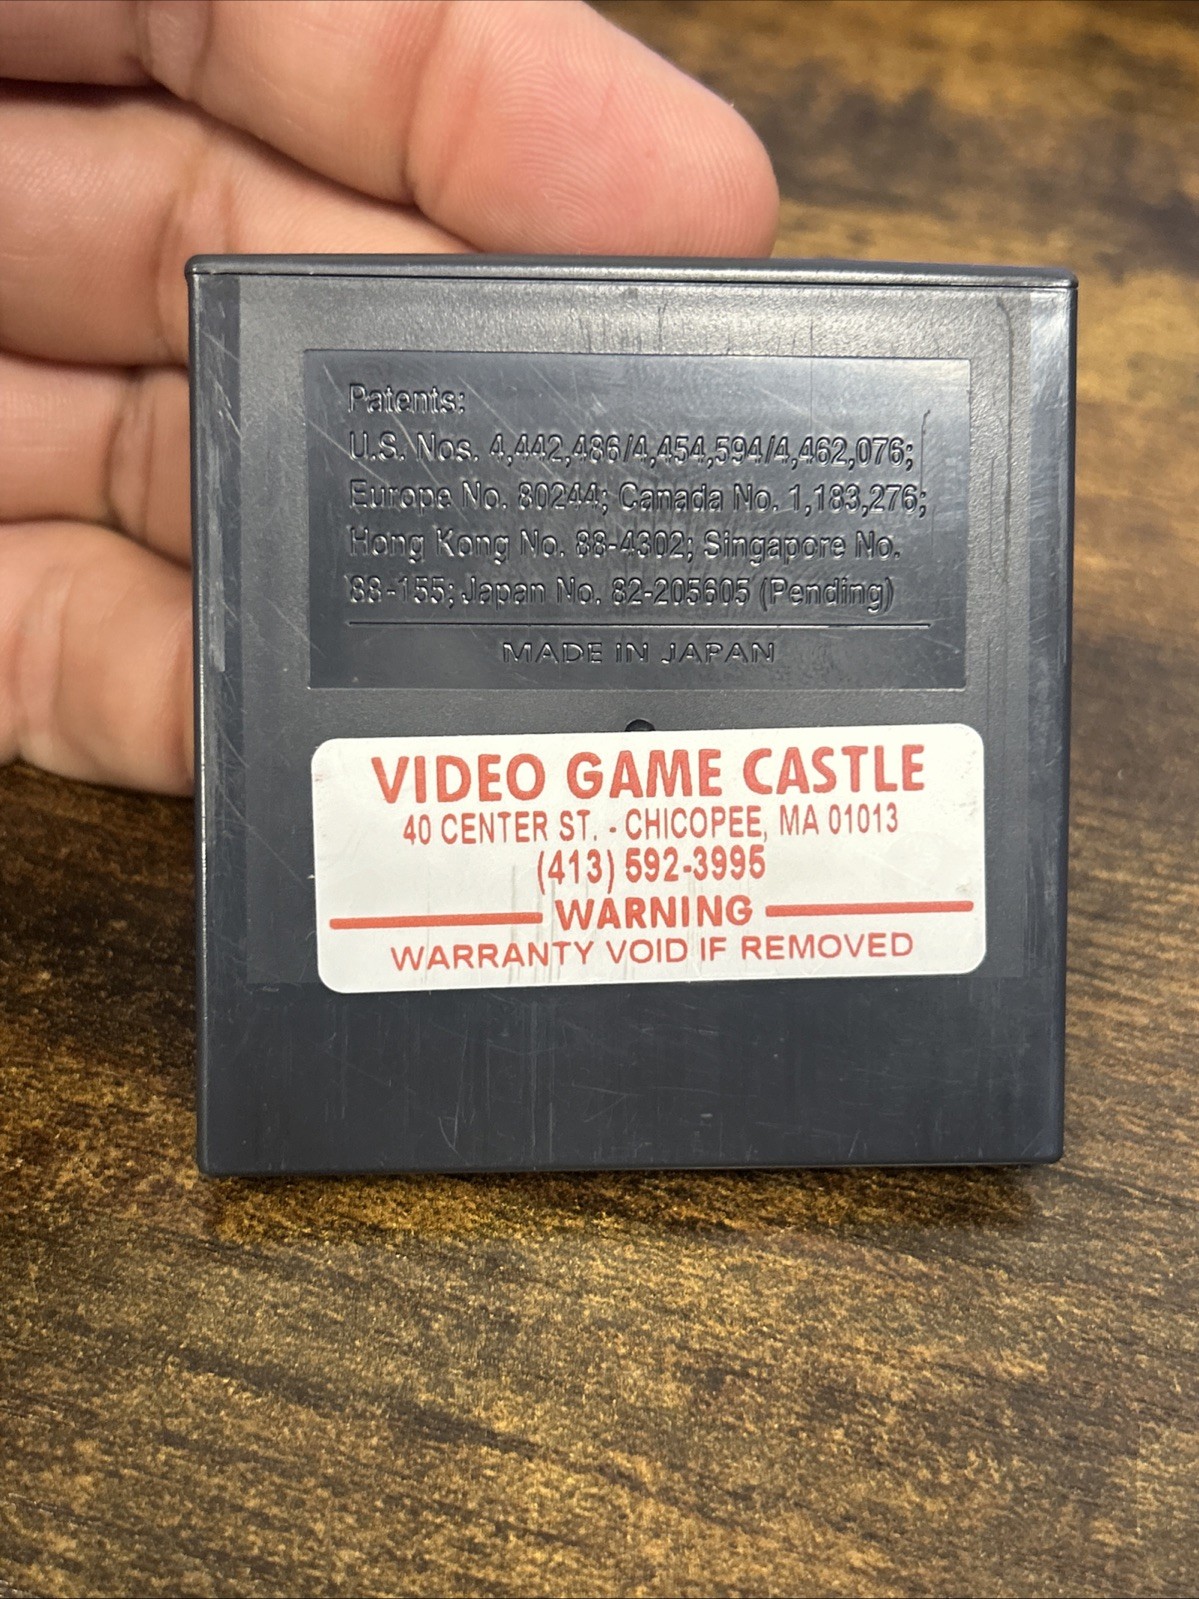 Patents:
U.S. Nos. 4,442,486/4,454,594/4,462,076;
Europe No. 80244; Canada No. 1,183,276;
Hong Kong No. 88-4302; Singapore No.
88-155; Japan No. 82-205605 (Pending)
MADE IN JAPAN
VIDEO GAME CASTLE
40 CENTER ST. - CHICOPEE, MA 01013
(413) 592-3995
WARNING
WARRANTY VOID IF REMOVED